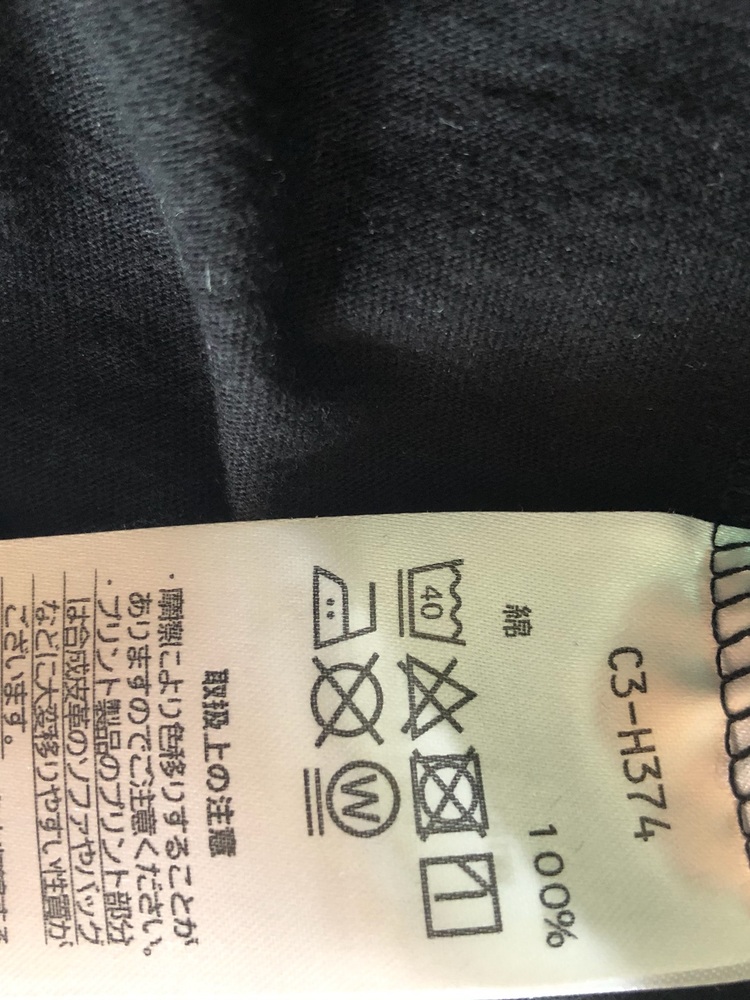 C3-H374
綿 100%
40
W
取扱上の注意
・摩擦により色移りすることが
ありますのでご注意ください。
・プリント製品のプリント部分
は合成皮革のソファやバッグ
などに大変移りやすい性質が
ございます。